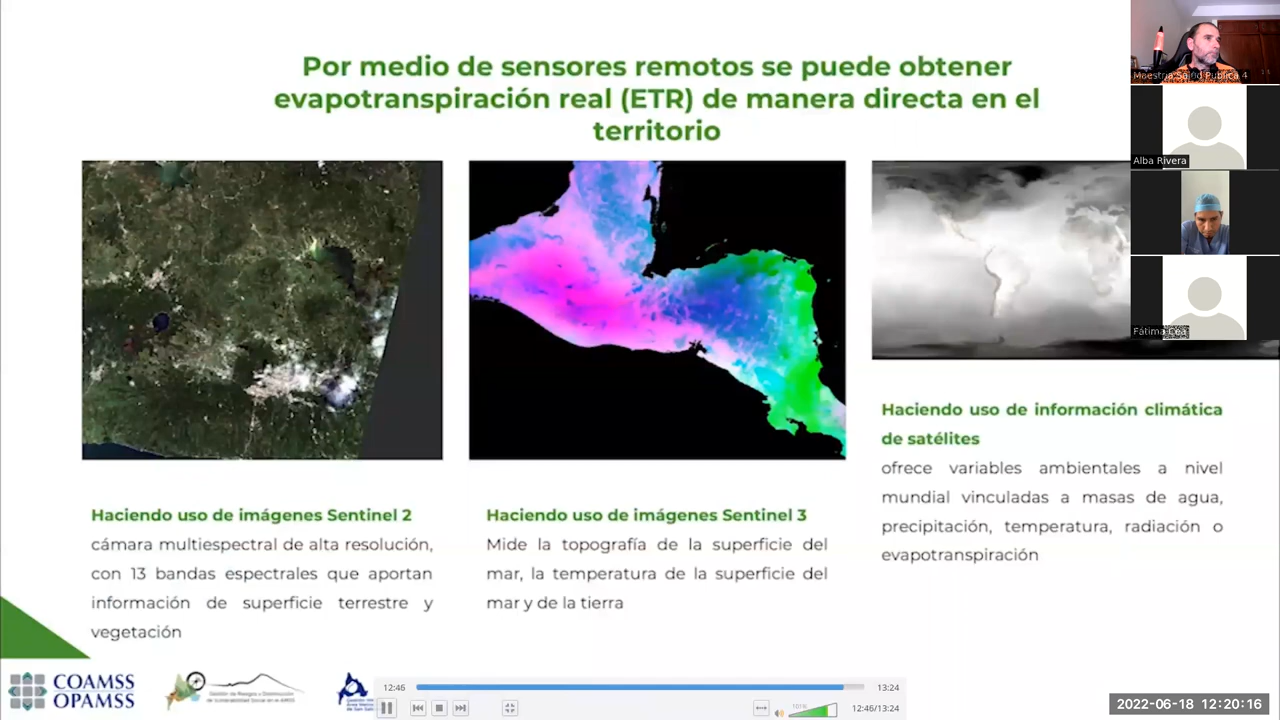 Por medio de sensores remotos se puede obtener
evapotranspiración real (ETR) de manera directa en el
territorio
Haciendo uso de imágenes Sentinel 2
cámara multiespectral de alta resolución,
con 13 bandas espectrales que aportan
información de superficie terrestre y
vegetación
Haciendo uso de imágenes Sentinel 3
Mide la topografía de la superficie del
mar, la temperatura de la superficie del
mar y de la tierra
Haciendo uso de información climática
de satélites
ofrece variables ambientales a nivel
mundial vinculadas a masas de agua,
precipitación, temperatura, radiación o
evapotranspiración
Maestria Salud Publica 4
Alba Rivera
Fátima Cea
COAMSS
OPAMSS
12:46
13:24
101%
12:46/13:24
2022-06-18 12:20:16